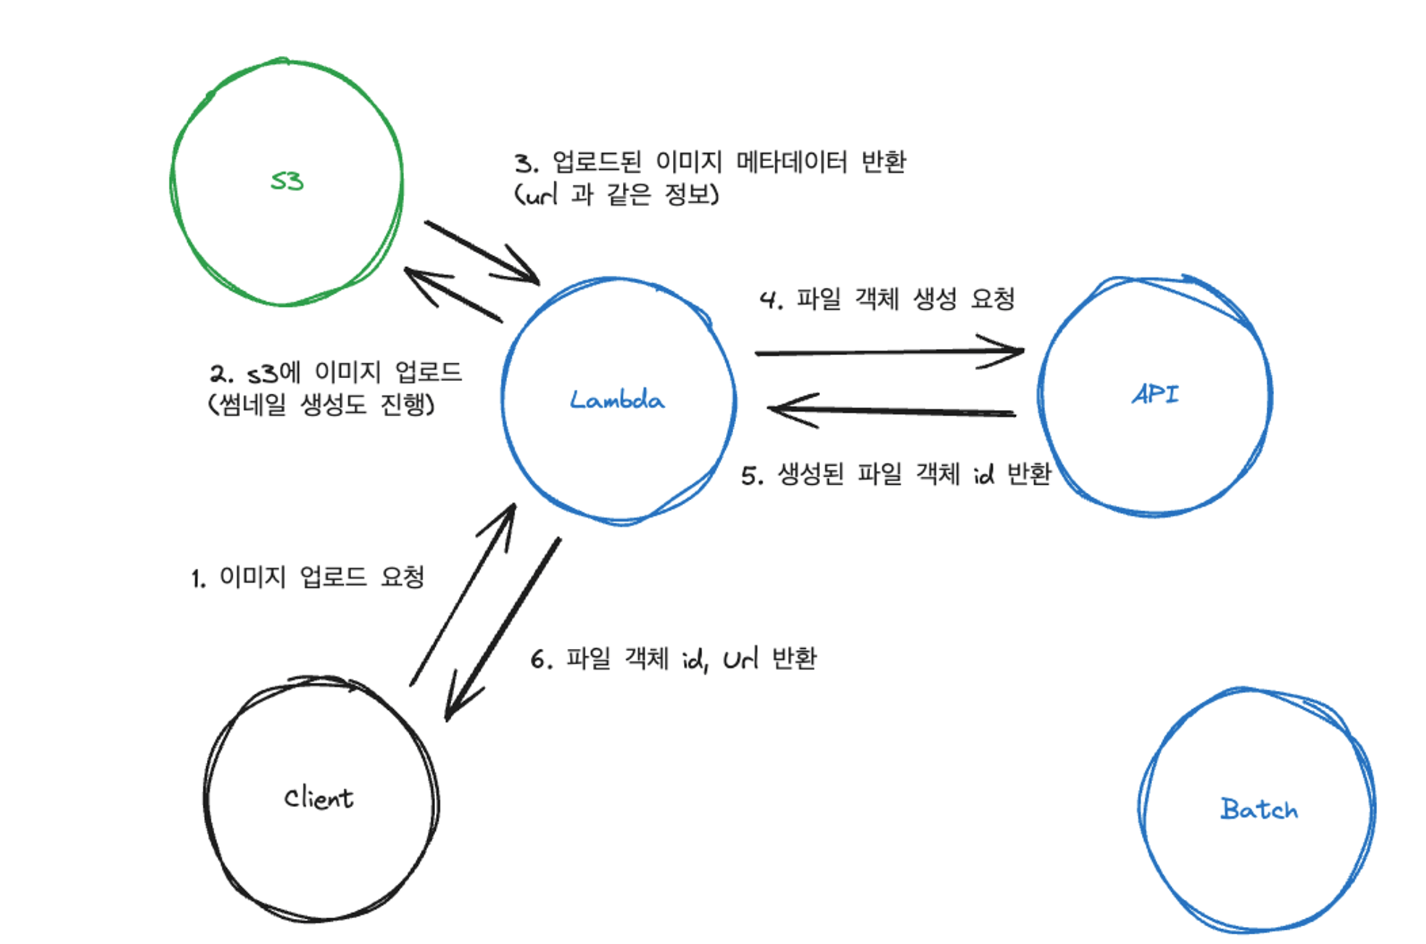 S3
3. 업로드된 이미지 메타데이터 반환
(url 과 같은 정보)
4. 파일 객체 생성 요청
2. s3에 이미지 업로드
(썸네일 생성도 진행)
Lambda
API
5. 생성된 파일 객체 id 반환
1. 이미지 업로드 요청
6. 파일 객체 id, Url 반환
Client
Batch